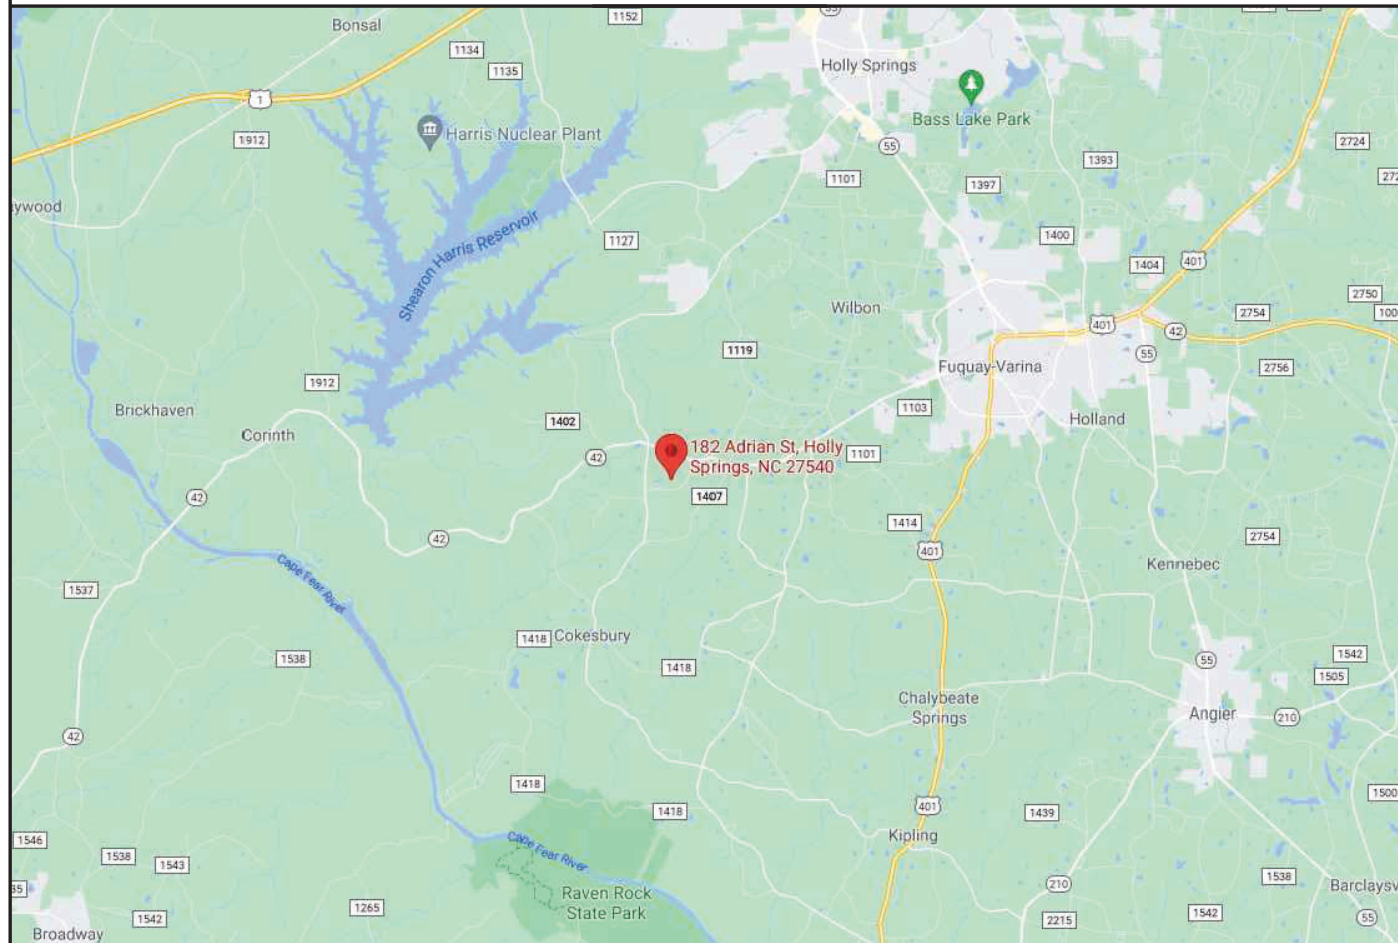 1152
55
Bonsal
1134
Holly Springs
1135
1
Bass Lake Park
Harris Nuclear Plant
1912
55
2724
1393
1101
1397
ywood
Shearon Harris Reservoir
1127
1400
401
1404
2750
Wilbon
2754
100
401
42
1119
55
Fuquay-Varina
2756
1912
1103
Brickhaven
1402
Holland
Corinth
182 Adrian St, Holly
Springs, NC 27540
42
1101
42
1407
1414
42
2754
401
Kennebec
Cape Fear River
1537
1418
Cokesbury
1538
1418
55
1542
1505
Chalybeate
Springs
Angier
210
42
1418
1418
401
1439
1500
1546
Kipling
Cape Fear River
1538
1543
1538
210
35
Raven Rock
State Park
Barclaysv
1265
1542
2215
1542
55
Broadway